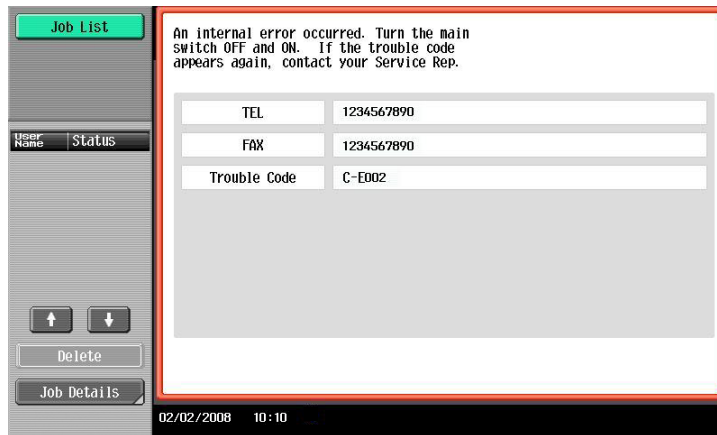 Job List
An internal error occurred. Turn the main
switch OFF and ON. If the trouble code
appears again, contact your Service Rep.
TEL 1234567890
User Name Status
FAX 1234567890
Trouble Code C-E002
Delete
Job Details
02/02/2008 10:10